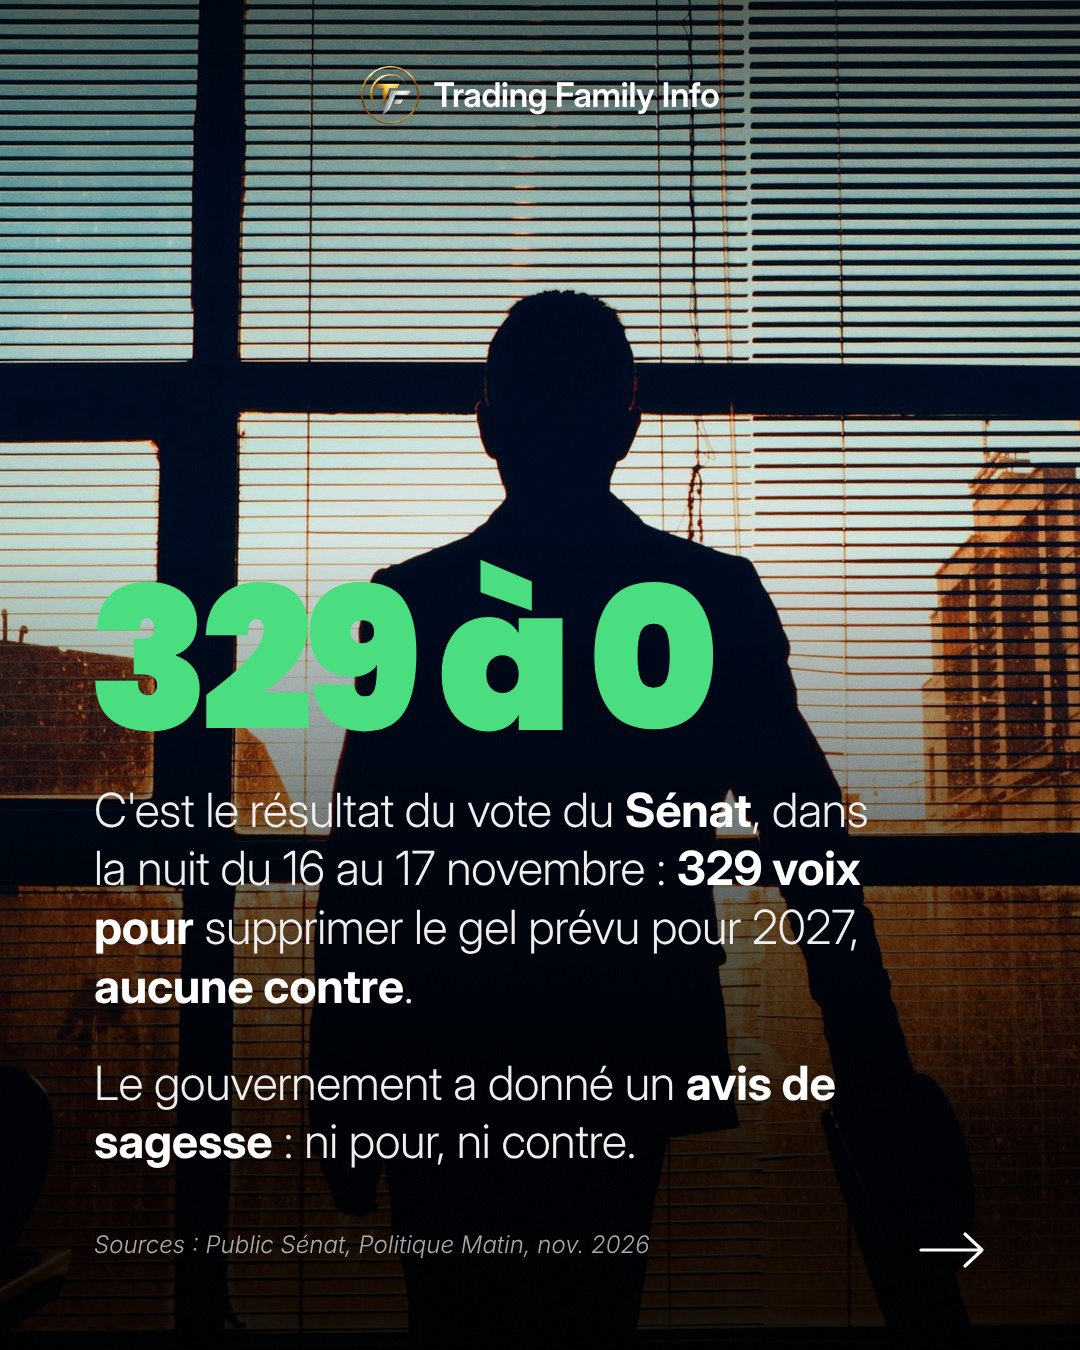 TF Trading Family Info
329 à 0
C'est le résultat du vote du Sénat, dans
la nuit du 16 au 17 novembre : 329 voix
pour supprimer le gel prévu pour 2027,
aucune contre.
Le gouvernement a donné un avis de
sagesse : ni pour, ni contre.
Sources : Public Sénat, Politique Matin, nov. 2026